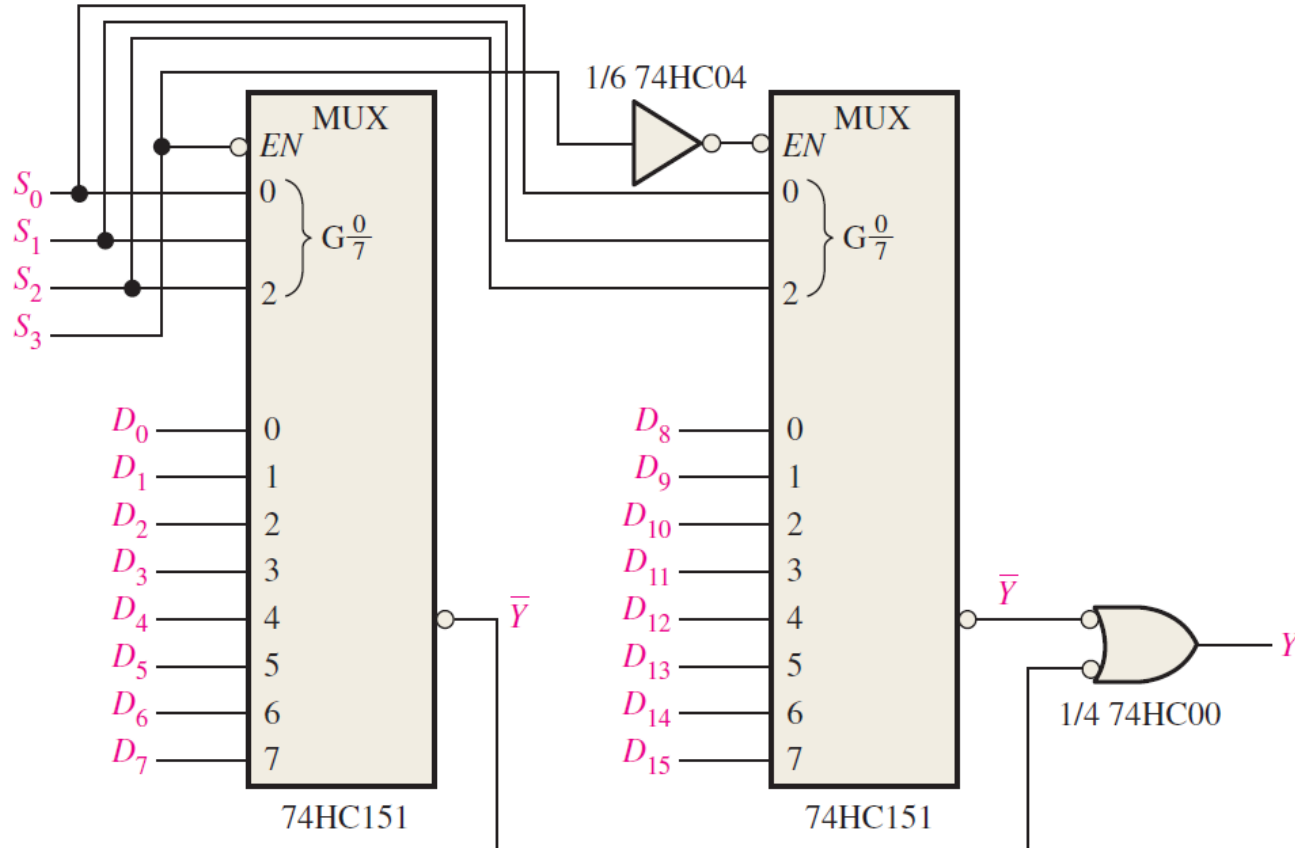 1/6 74HC04
MUX
MUX
EN
EN
S₀
0
0
S₁
G 0/7
G 0/7
S₂
2
2
S₃
D₀
0
D₈
0
D₁
1
D₉
1
D₂
2
D₁₀
2
D₃
3
D₁₁
3
Y̅
D₄
4
Y̅
D₁₂
4
Y
D₅
5
D₁₃
5
D₆
6
D₁₄
6
1/4 74HC00
D₇
7
D₁₅
7
74HC151
74HC151